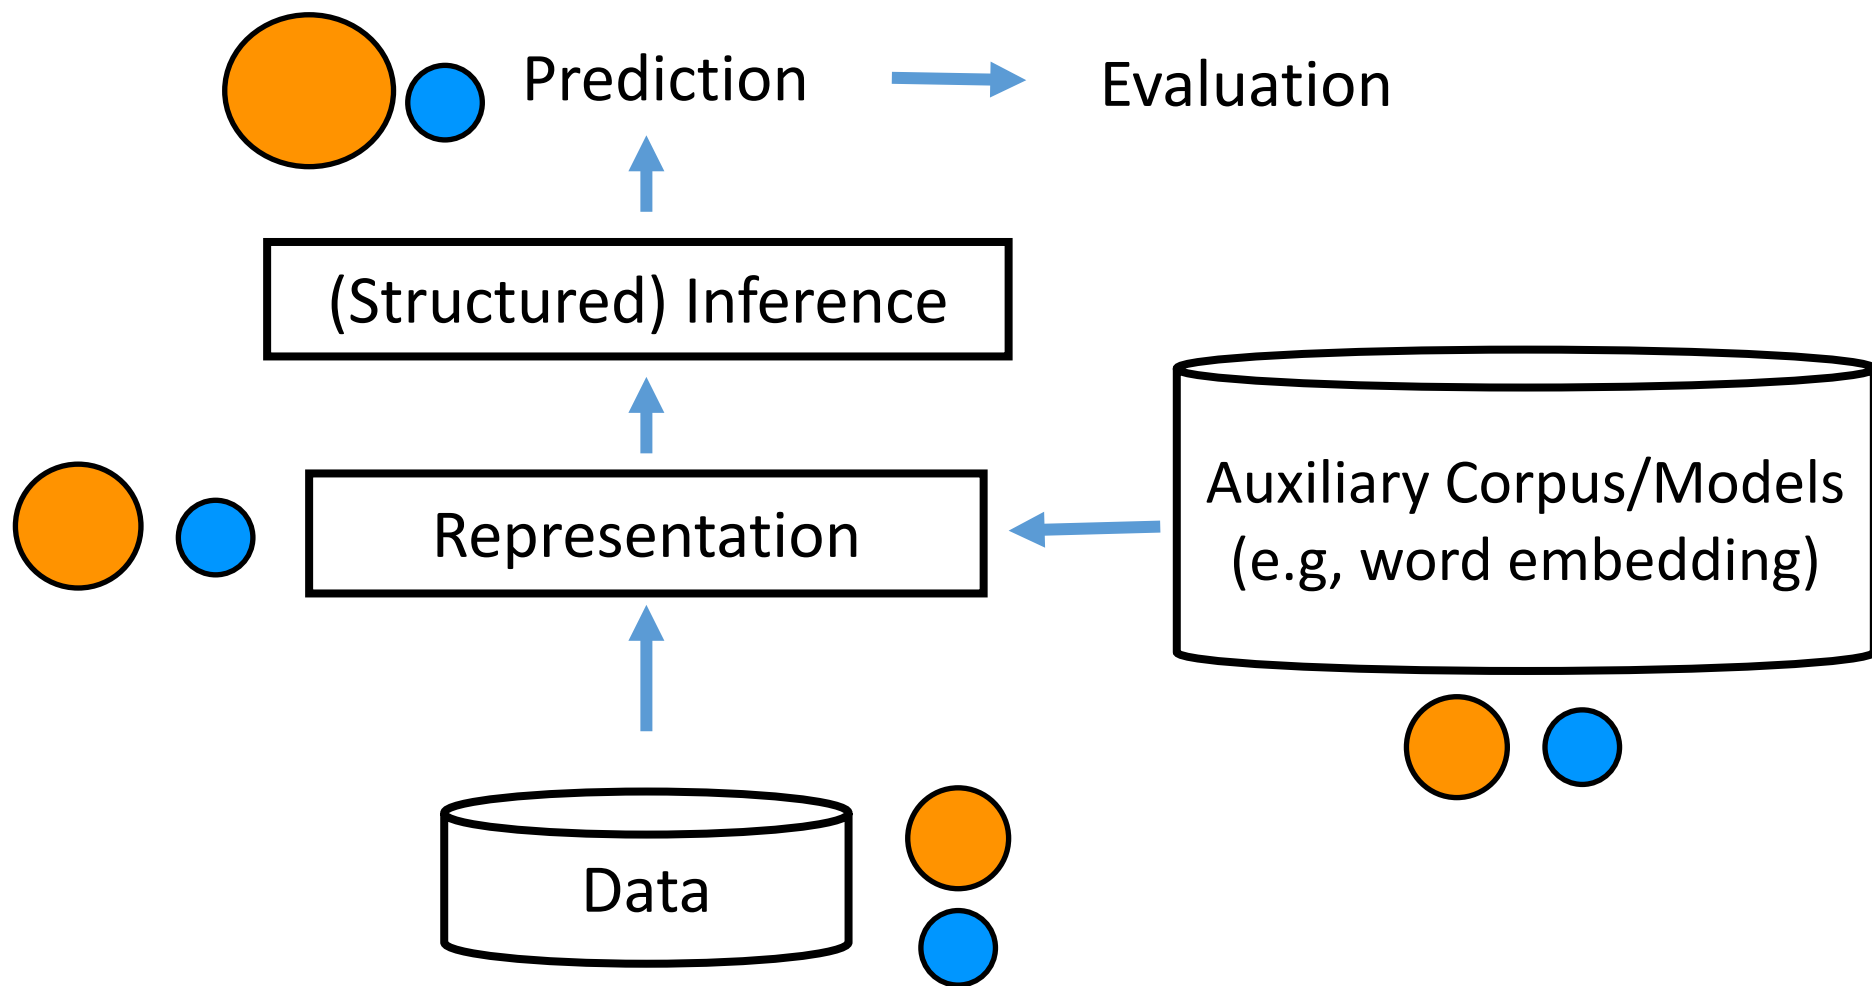 Prediction
Evaluation
(Structured) Inference
Representation
Auxiliary Corpus/Models
(e.g, word embedding)
Data